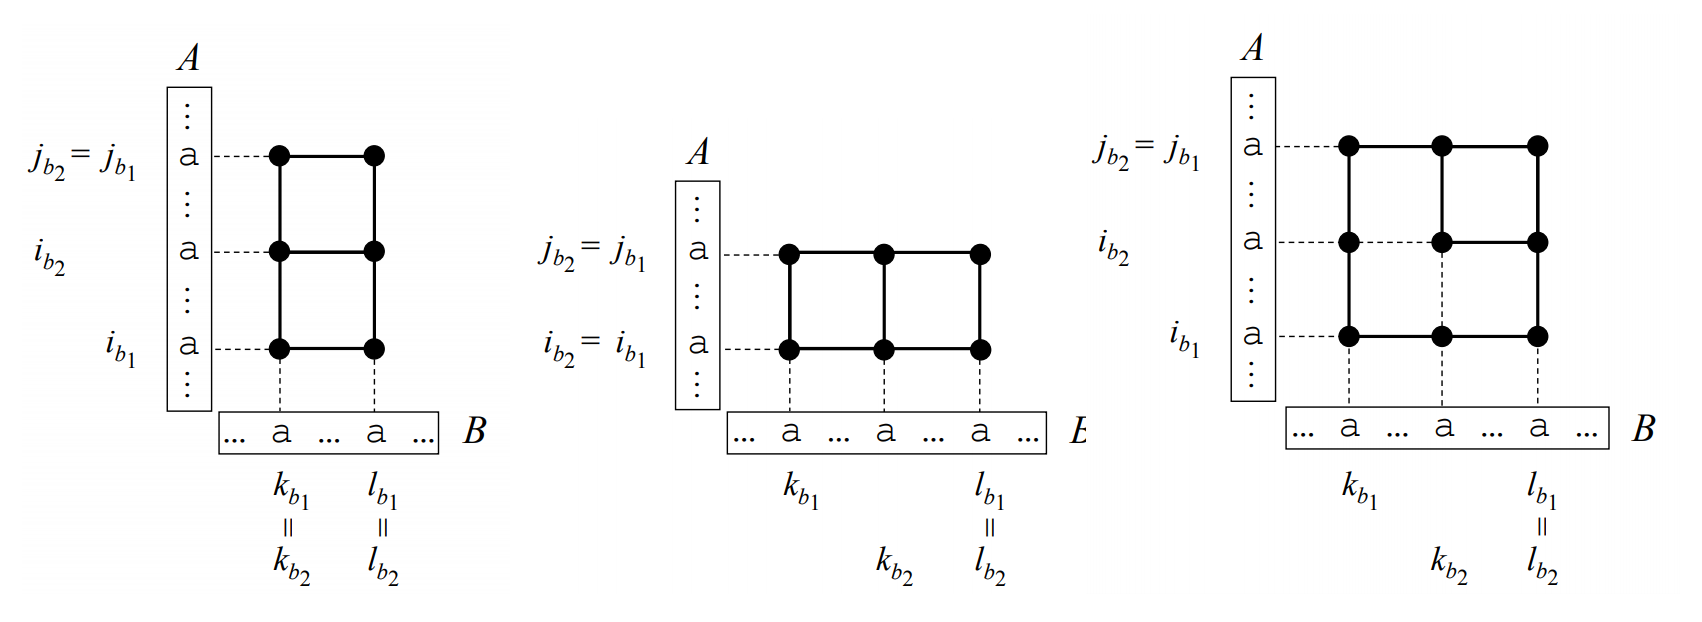 A
⋮
j_{b_2} = j_{b_1} a
⋮
i_{b_2} a
⋮
i_{b_1} a
⋮
... a ... a ... B
k_{b_1} l_{b_1}
= =
k_{b_2} l_{b_2}
A
⋮
j_{b_2} = j_{b_1} a
⋮
i_{b_2} = i_{b_1} a
⋮
... a ... a ... a ...
k_{b_1} l_{b_1}
=
k_{b_2} l_{b_2}
A
⋮
j_{b_2} = j_{b_1} a
⋮
i_{b_2} a
⋮
i_{b_1} a
⋮
... a ... a ... a ... B
k_{b_1} l_{b_1}
=
k_{b_2} l_{b_2}